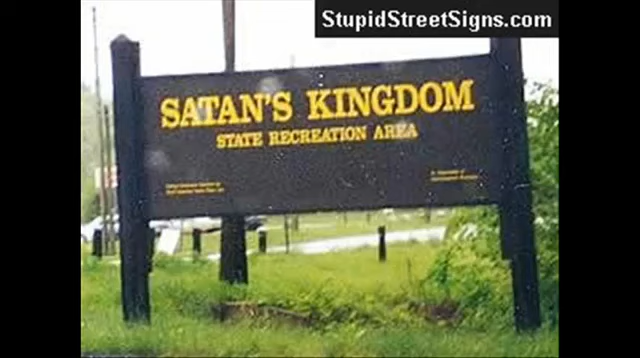 StupidStreetSigns.com
SATAN'S KINGDOM
STATE RECREATION AREA